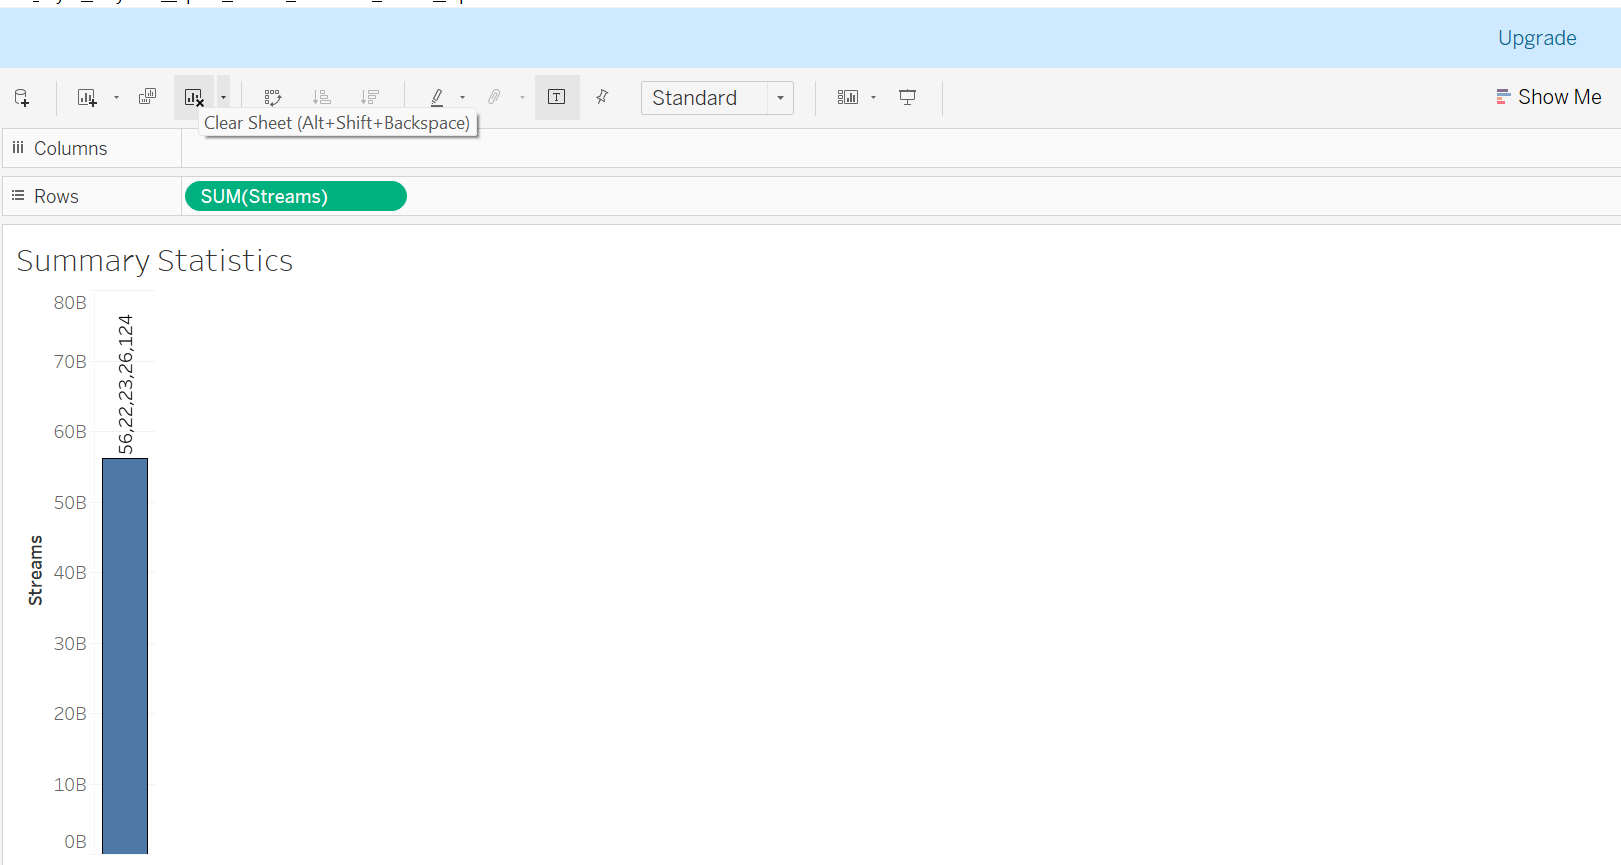 Upgrade
Standard
Show Me
Clear Sheet (Alt+Shift+Backspace)
Columns
Rows
SUM(Streams)
Summary Statistics
80B
70B
60B
50B
40B
30B
20B
10B
0B
Streams
56,22,23,26,124